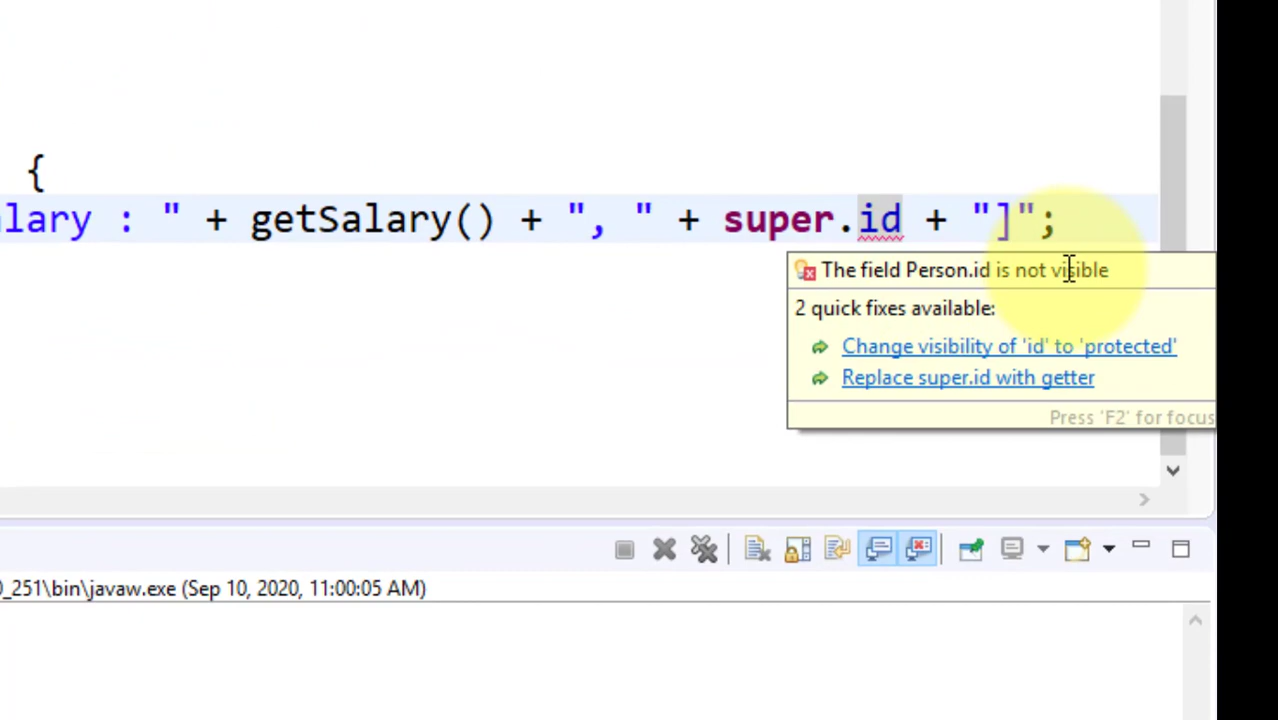 {
alary : " + getSalary() + ", " + super.id + "]";
The field Person.id is not visible
2 quick fixes available:
Change visibility of 'id' to 'protected'
Replace super.id with getter
Press 'F2' for focus
0_251\bin\javaw.exe (Sep 10, 2020, 11:00:05 AM)